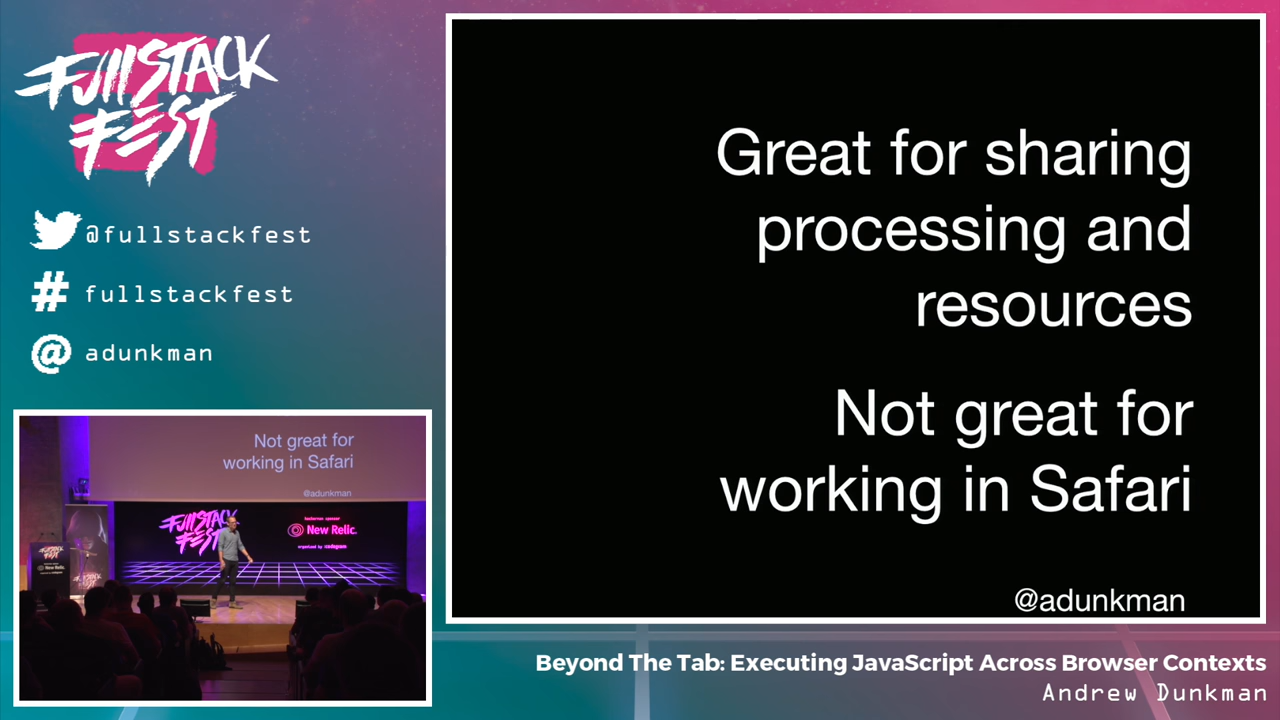 FullStack
Fest
@fullstackfest
# fullstackfest
@ adunkman
Great for sharing
processing and
resources
Not great for
working in Safari
@adunkman
Not great for
working in Safari
@adunkman
FullStack
Fest
New Relic.
New Relic.
Beyond The Tab: Executing JavaScript Across Browser Contexts
Andrew Dunkman